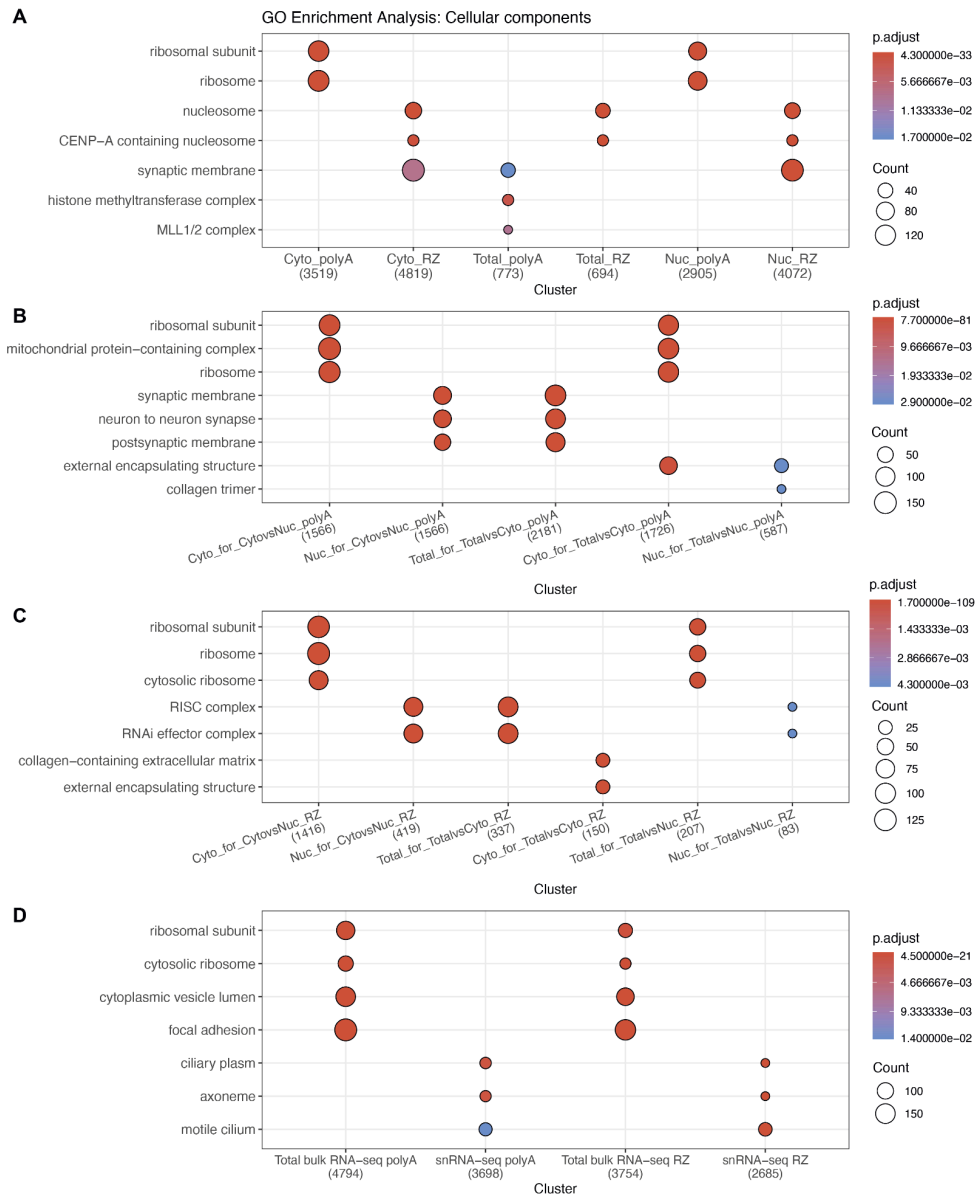 A
GO Enrichment Analysis: Cellular components
ribosomal subunit
ribosome
nucleosome
CENP−A containing nucleosome
synaptic membrane
histone methyltransferase complex
MLL1/2 complex
Cyto_polyA
(3519)
Cyto_RZ
(4819)
Total_polyA
(773)
Total_RZ
(694)
Nuc_polyA
(2905)
Nuc_RZ
(4072)
Cluster
p.adjust
4.300000e−33
5.666667e−03
1.133333e−02
1.700000e−02
Count
40
80
120
B
ribosomal subunit
mitochondrial protein−containing complex
ribosome
synaptic membrane
neuron to neuron synapse
postsynaptic membrane
external encapsulating structure
collagen trimer
Cyto_for_CytovsNuc_polyA
(1566)
Nuc_for_CytovsNuc_polyA
(1566)
Total_for_TotalvsCyto_polyA
(2181)
Cyto_for_TotalvsCyto_polyA
(1726)
Nuc_for_TotalvsNuc_polyA
(587)
Cluster
p.adjust
7.700000e−81
9.666667e−03
1.933333e−02
2.900000e−02
Count
50
100
150
C
ribosomal subunit
ribosome
cytosolic ribosome
RISC complex
RNAi effector complex
collagen−containing extracellular matrix
external encapsulating structure
Cyto_for_CytovsNuc_RZ
(1416)
Nuc_for_CytovsNuc_RZ
(419)
Total_for_TotalvsCyto_RZ
(337)
Cyto_for_TotalvsCyto_RZ
(150)
Total_for_TotalvsNuc_RZ
(207)
Nuc_for_TotalvsNuc_RZ
(83)
Cluster
p.adjust
1.700000e−109
1.433333e−03
2.866667e−03
4.300000e−03
Count
25
50
75
100
125
D
ribosomal subunit
cytosolic ribosome
cytoplasmic vesicle lumen
focal adhesion
ciliary plasm
axoneme
motile cilium
Total bulk RNA−seq polyA
(4794)
snRNA−seq polyA
(3698)
Total bulk RNA−seq RZ
(3754)
snRNA−seq RZ
(2685)
Cluster
p.adjust
4.500000e−21
4.666667e−03
9.333333e−03
1.400000e−02
Count
100
150